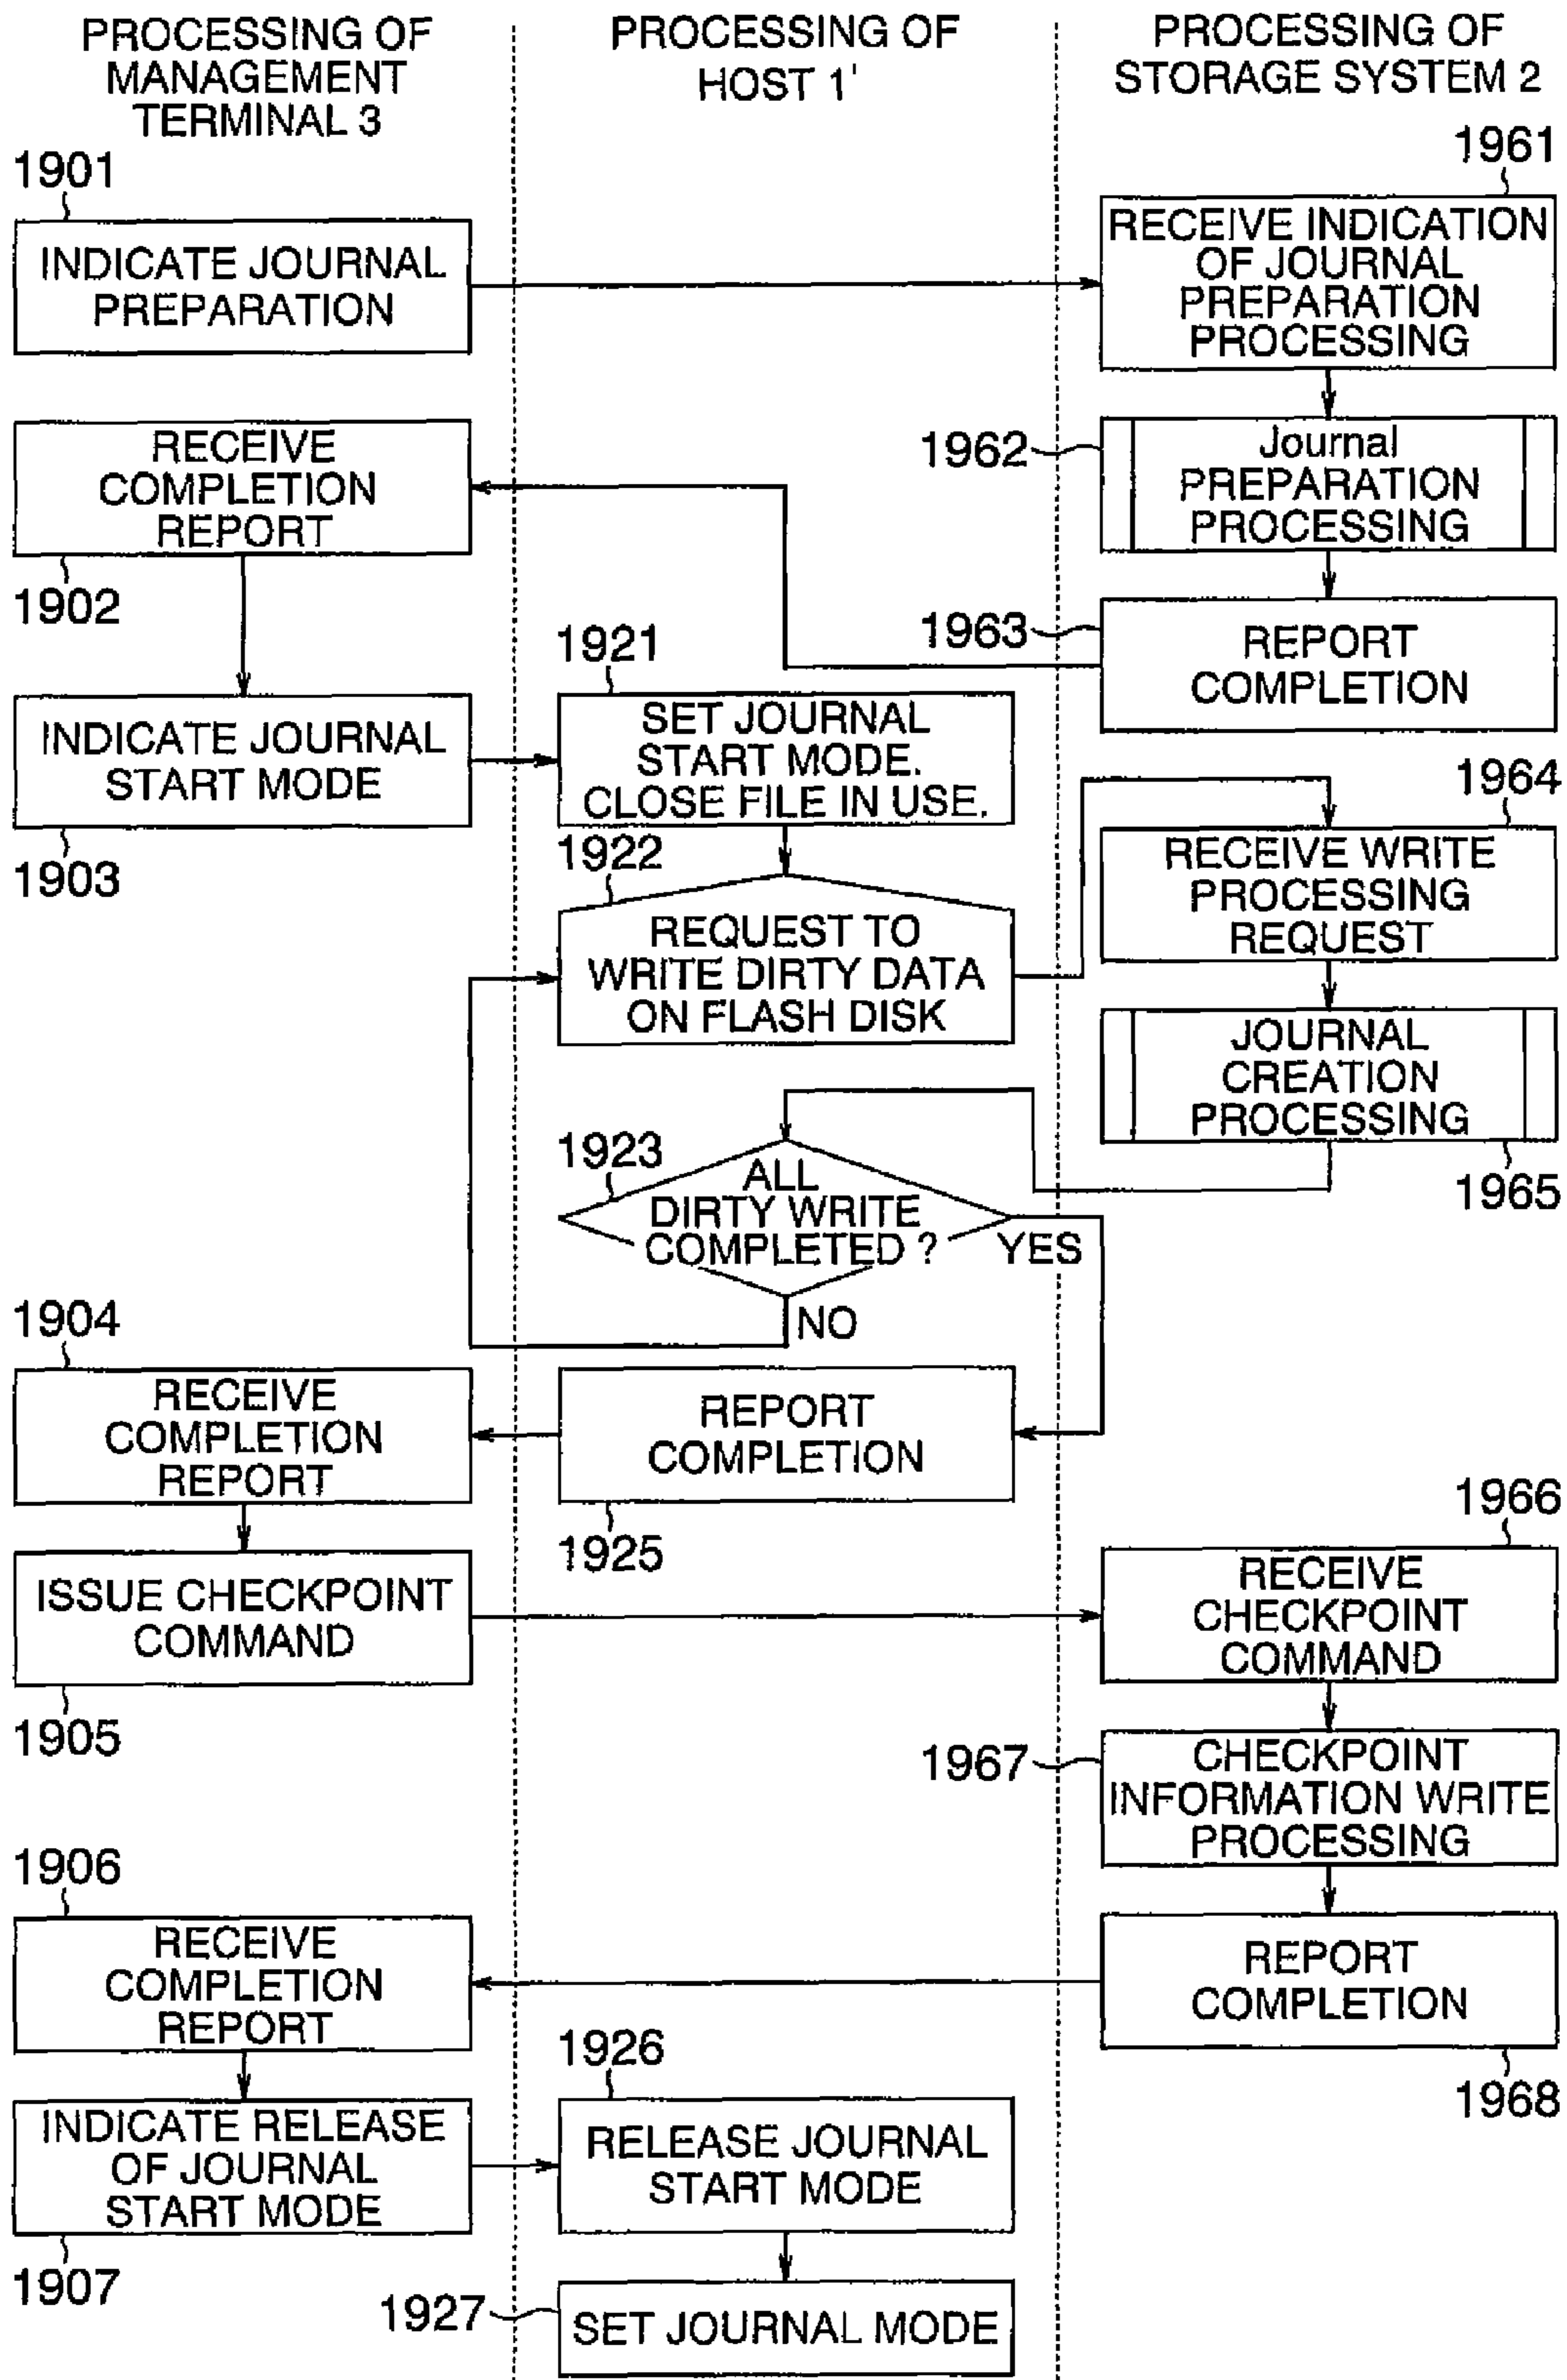 PROCESSING OF
MANAGEMENT
TERMINAL 3
PROCESSING OF
HOST 1'
PROCESSING OF
STORAGE SYSTEM 2
1901
INDICATE JOURNAL
PREPARATION
1961
RECEIVE INDICATION
OF JOURNAL
PREPARATION
PROCESSING
RECEIVE
COMPLETION
REPORT
1902
1962
Journal
PREPARATION
PROCESSING
1963
REPORT
COMPLETION
INDICATE JOURNAL
START MODE
1903
1921
SET JOURNAL
START MODE.
CLOSE FILE IN USE.
1922
REQUEST TO
WRITE DIRTY DATA
ON FLASH DISK
1964
RECEIVE WRITE
PROCESSING
REQUEST
JOURNAL
CREATION
PROCESSING
1965
1923
ALL
DIRTY WRITE
COMPLETED ?
YES
NO
1904
RECEIVE
COMPLETION
REPORT
REPORT
COMPLETION
1925
ISSUE CHECKPOINT
COMMAND
1905
1966
RECEIVE
CHECKPOINT
COMMAND
1967
CHECKPOINT
INFORMATION WRITE
PROCESSING
1906
RECEIVE
COMPLETION
REPORT
REPORT
COMPLETION
1968
INDICATE RELEASE
OF JOURNAL
START MODE
1907
1926
RELEASE JOURNAL
START MODE
1927
SET JOURNAL MODE